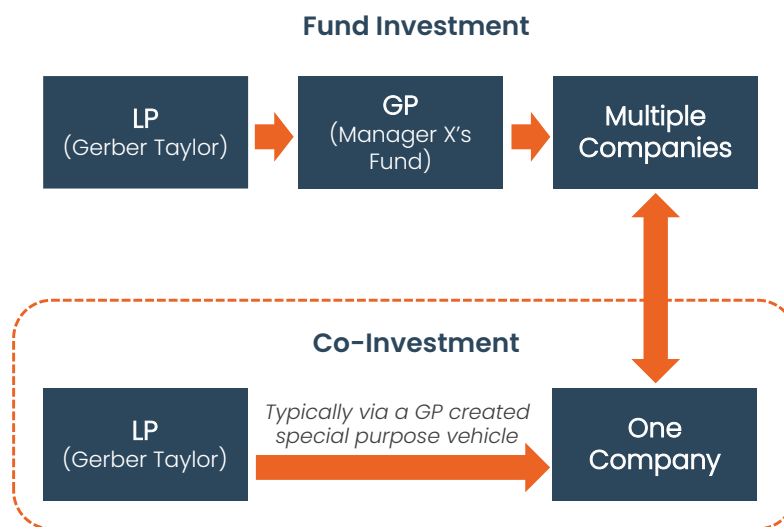 Fund Investment
LP
(Gerber Taylor)
GP
(Manager X's
Fund)
Multiple
Companies
Co-Investment
LP
(Gerber Taylor)
Typically via a GP created
special purpose vehicle
One
Company